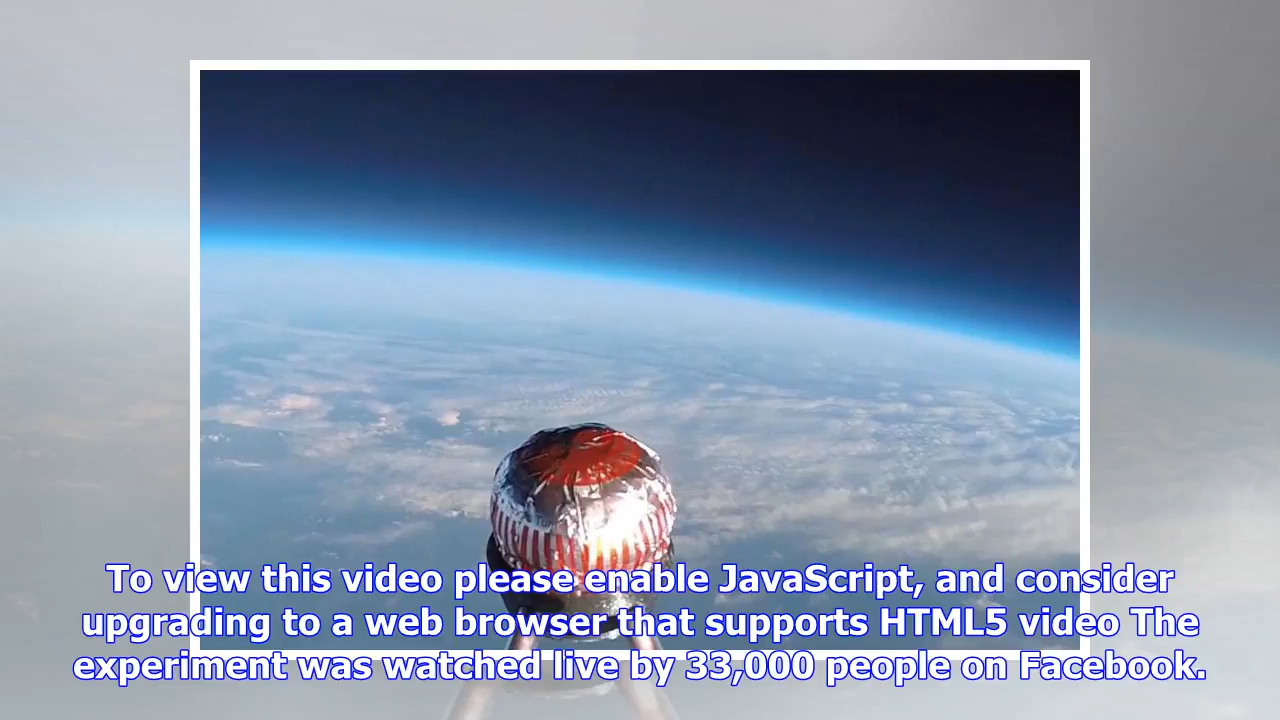 To view this video please enable JavaScript, and consider
upgrading to a web browser that supports HTML5 video The
experiment was watched live by 33,000 people on Facebook.